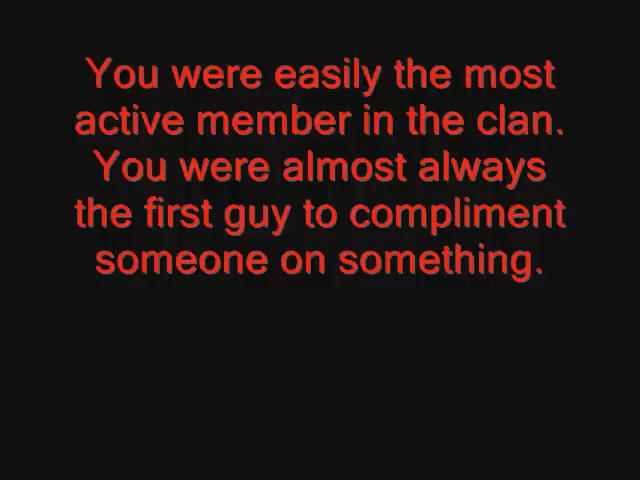 You were easily the most
active member in the clan.
You were almost always
the first guy to compliment
someone on something.